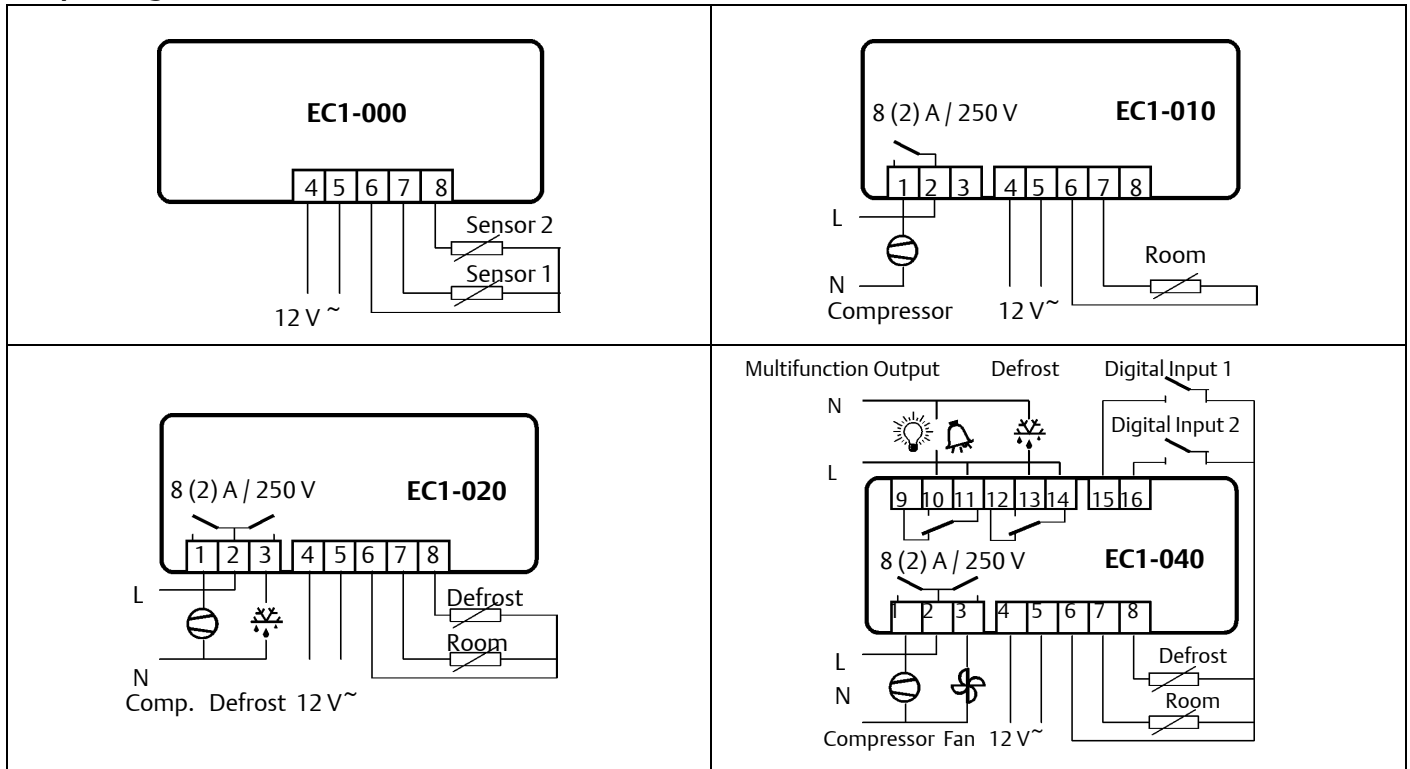 EC1-000
4 5 6 7 8
Sensor 2
Sensor 1
12 V ~
8 (2) A / 250 V EC1-010
1 2 3 4 5 6 7 8
L
Room
N
Compressor 12 V~
8 (2) A / 250 V EC1-020
1 2 3 4 5 6 7 8
L
Defrost
Room
N
Comp. Defrost 12 V~
Multifunction Output Defrost Digital Input 1
N
Digital Input 2
L
9 10 11 12 13 14 15 16
8 (2) A / 250 V EC1-040
1 2 3 4 5 6 7 8
L
Defrost
N
Room
Compressor Fan 12 V~